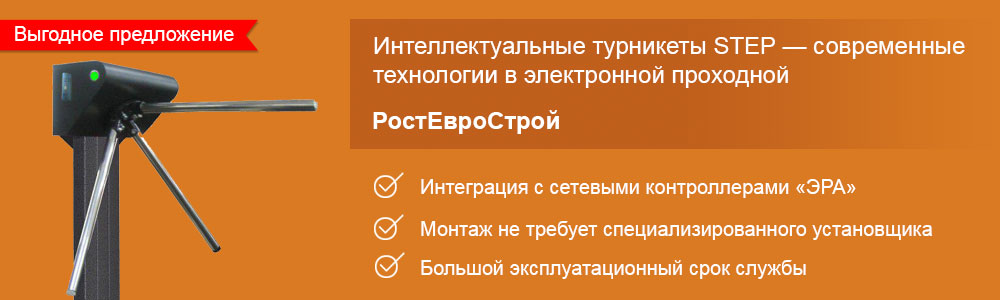 Выгодное предложение
Интеллектуальные турникеты STEP — современные
технологии в электронной проходной
РостЕвроСтрой
Интеграция с сетевыми контроллерами «ЭРА»
Монтаж не требует специализированного установщика
Большой эксплуатационный срок службы